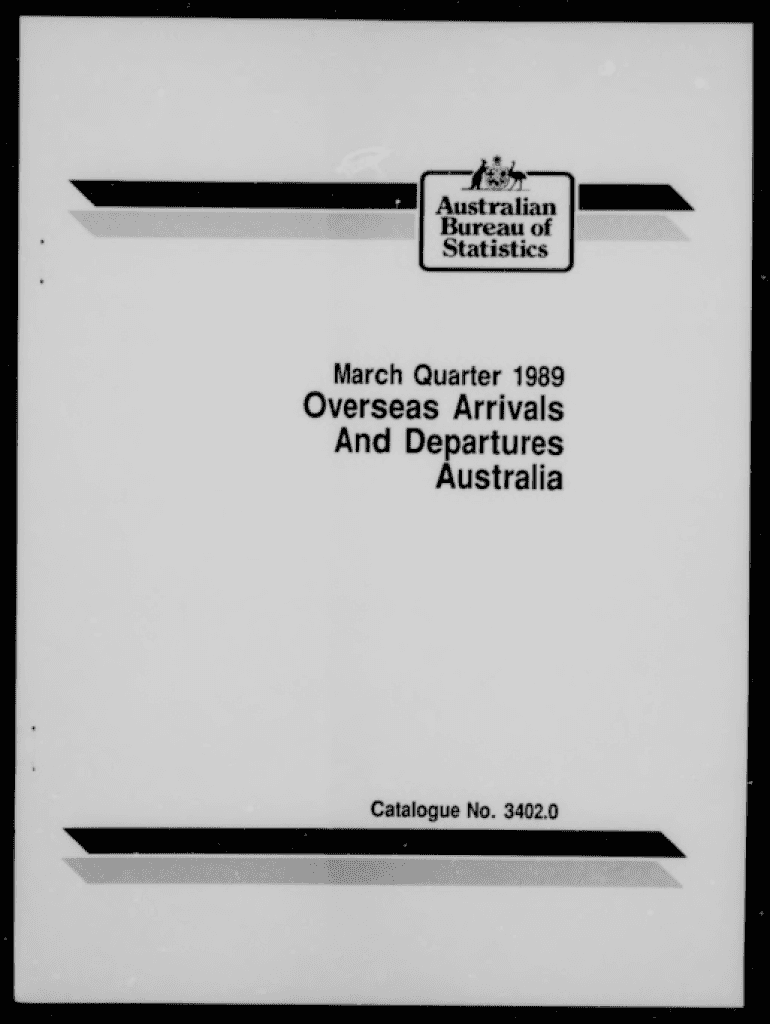 Australian
Bureau of
Statistics
March Quarter 1989
Overseas Arrivals
And Departures
Australia
Catalogue No. 3402.0